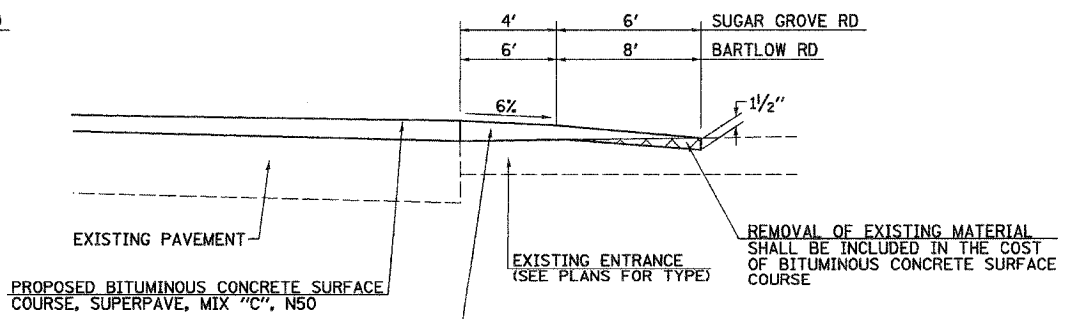 4' 6' SUGAR GROVE RD
6' 8' BARTLOW RD
6%
1 1/2"
EXISTING PAVEMENT
PROPOSED BITUMINOUS CONCRETE SURFACE
COURSE, SUPERPAVE, MIX "C", N50
EXISTING ENTRANCE
(SEE PLANS FOR TYPE)
REMOVAL OF EXISTING MATERIAL
SHALL BE INCLUDED IN THE COST
OF BITUMINOUS CONCRETE SURFACE
COURSE